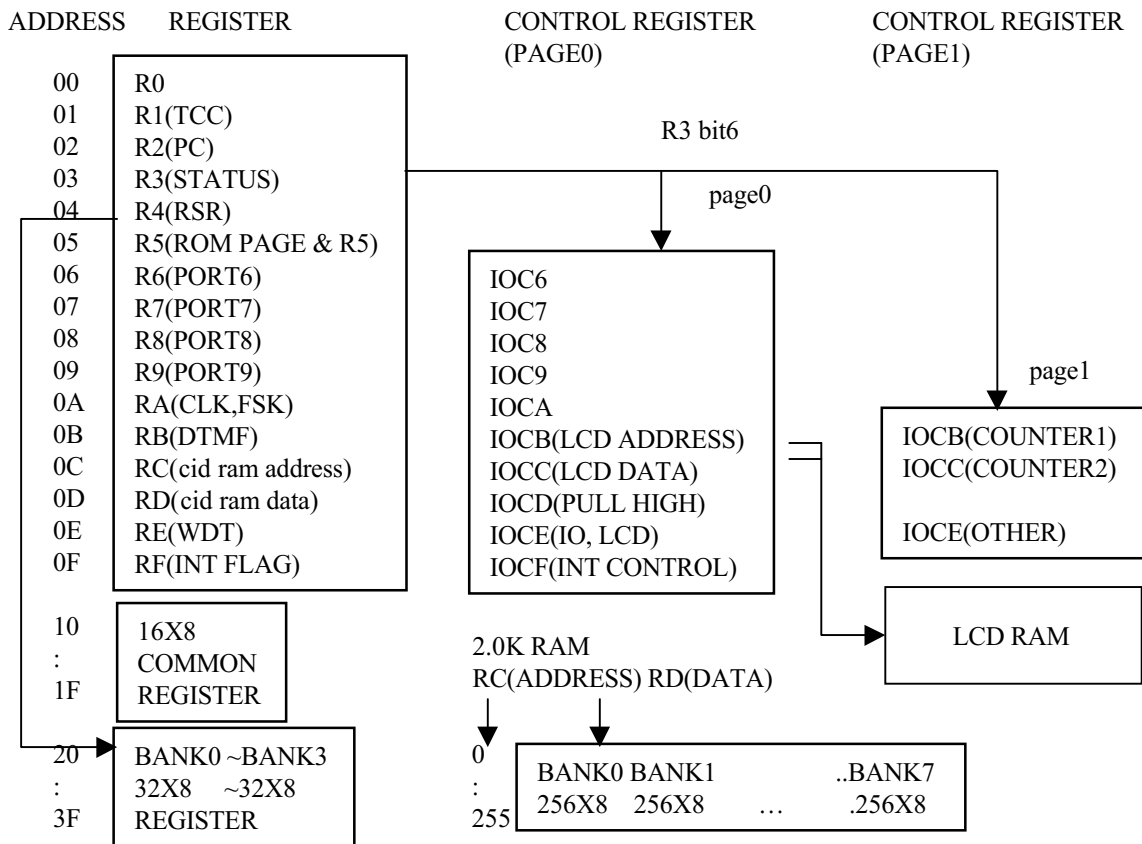 ADDRESS REGISTER CONTROL REGISTER (PAGE0) CONTROL REGISTER (PAGE1)
00 R0
01 R1(TCC)
02 R2(PC)
03 R3(STATUS)
04 R4(RSR)
05 R5(ROM PAGE & R5)
06 R6(PORT6)
07 R7(PORT7)
08 R8(PORT8)
09 R9(PORT9)
0A RA(CLK,FSK)
0B RB(DTMF)
0C RC(cid ram address)
0D RD(cid ram data)
0E RE(WDT)
0F RF(INT FLAG)
10 16X8
: COMMON
1F REGISTER
20 BANK0 ~BANK3
: 32X8 ~32X8
3F REGISTER
R3 bit6
page0
IOC6
IOC7
IOC8
IOC9
IOCA
IOCB(LCD ADDRESS)
IOCC(LCD DATA)
IOCD(PULL HIGH)
IOCE(IO, LCD)
IOCF(INT CONTROL)
page1
IOCB(COUNTER1)
IOCC(COUNTER2)
IOCE(OTHER)
LCD RAM
2.0K RAM
RC(ADDRESS) RD(DATA)
0
:
255
BANK0 BANK1 ..BANK7
256X8 256X8 … .256X8